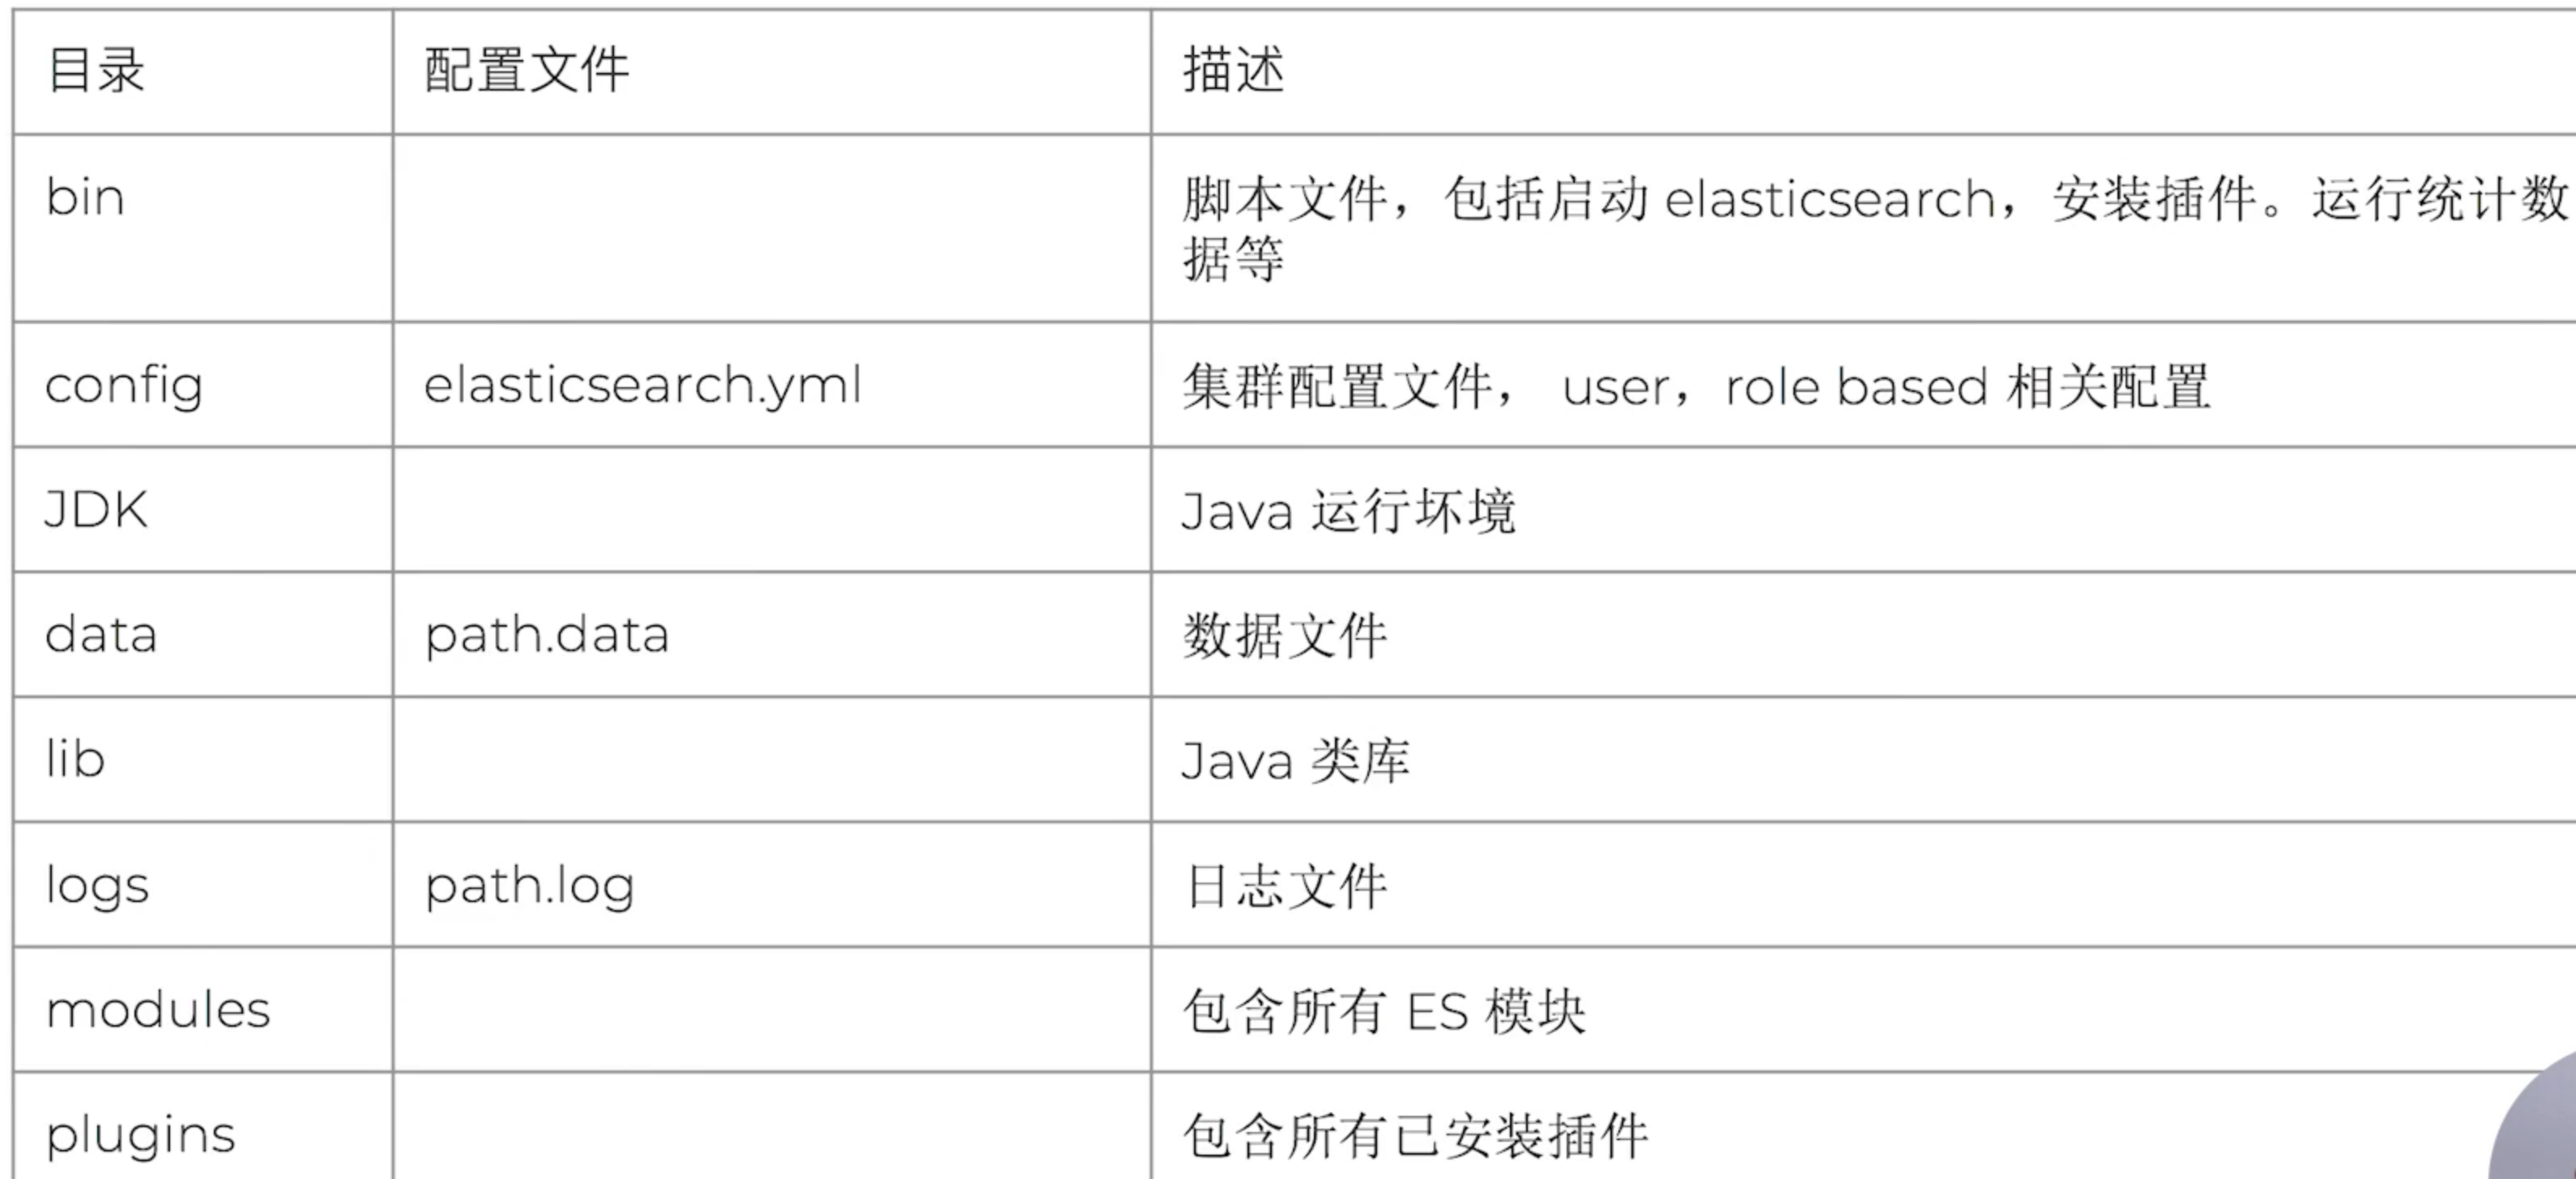 目录 配置文件 描述
bin 脚本文件，包括启动 elasticsearch，安装插件。运行统计数
据等
config elasticsearch.yml 集群配置文件， user，role based 相关配置
JDK Java 运行坏境
data path.data 数据文件
lib Java 类库
logs path.log 日志文件
modules 包含所有 ES 模块
plugins 包含所有已安装插件